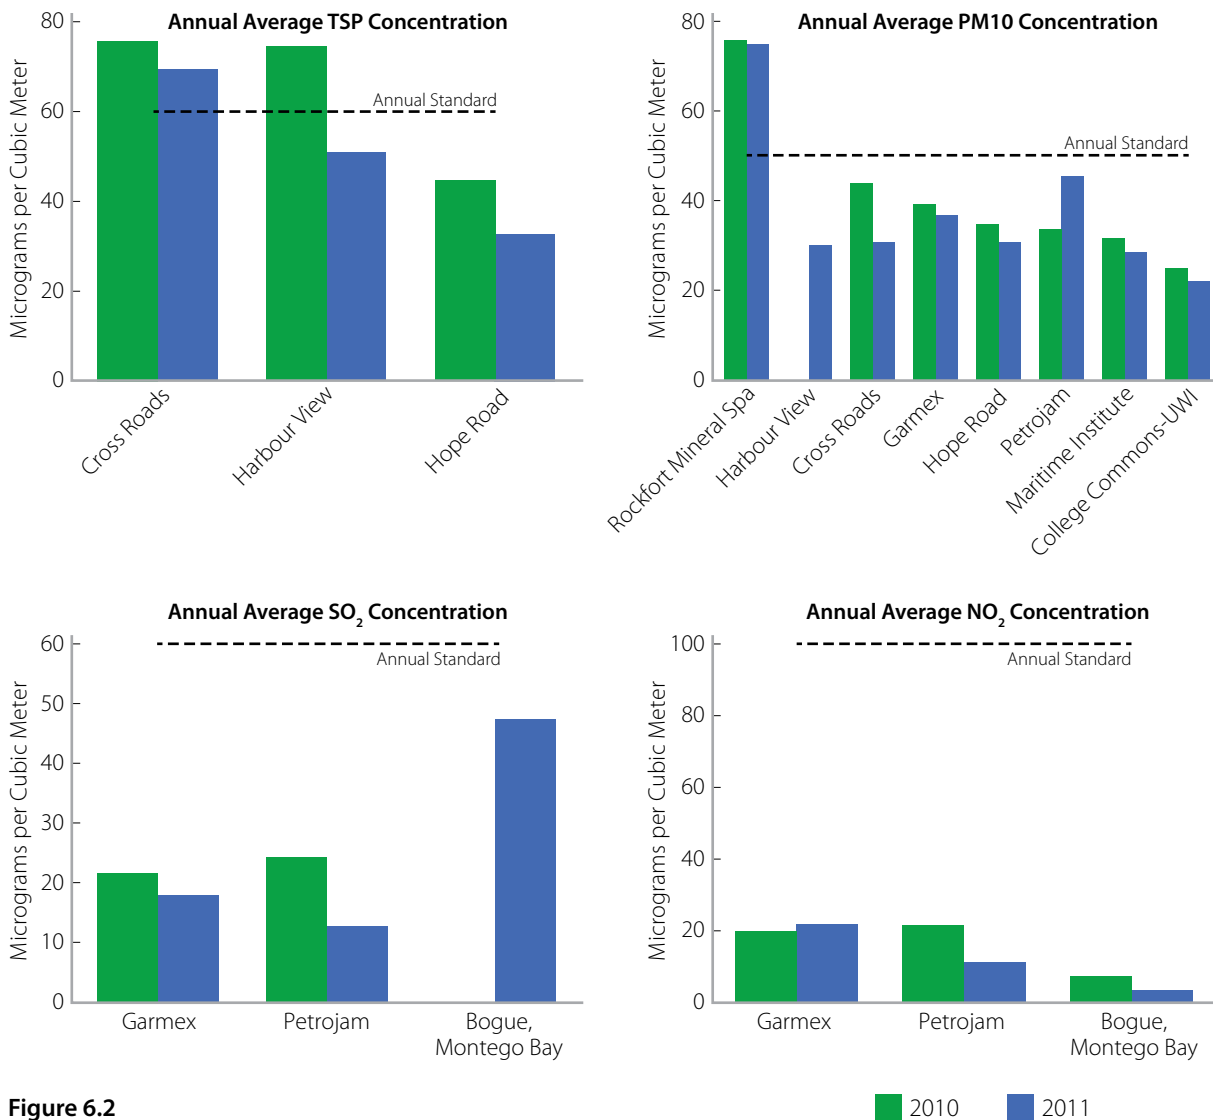 Annual Average TSP Concentration
Micrograms per Cubic Meter
80
60
40
20
0
Annual Standard
Cross Roads
Harbour View
Hope Road
Annual Average PM10 Concentration
Micrograms per Cubic Meter
80
60
40
20
0
Annual Standard
Rockfort Mineral Spa
Harbour View
Cross Roads
Garmex
Hope Road
Petrojam
Maritime Institute
College Commons-UWI
Annual Average SO₂ Concentration
Micrograms per Cubic Meter
60
50
40
30
20
10
0
Annual Standard
Garmex
Petrojam
Bogue,
Montego Bay
Annual Average NO₂ Concentration
Micrograms per Cubic Meter
100
80
60
40
20
0
Annual Standard
Garmex
Petrojam
Bogue,
Montego Bay
Figure 6.2
2010
2011